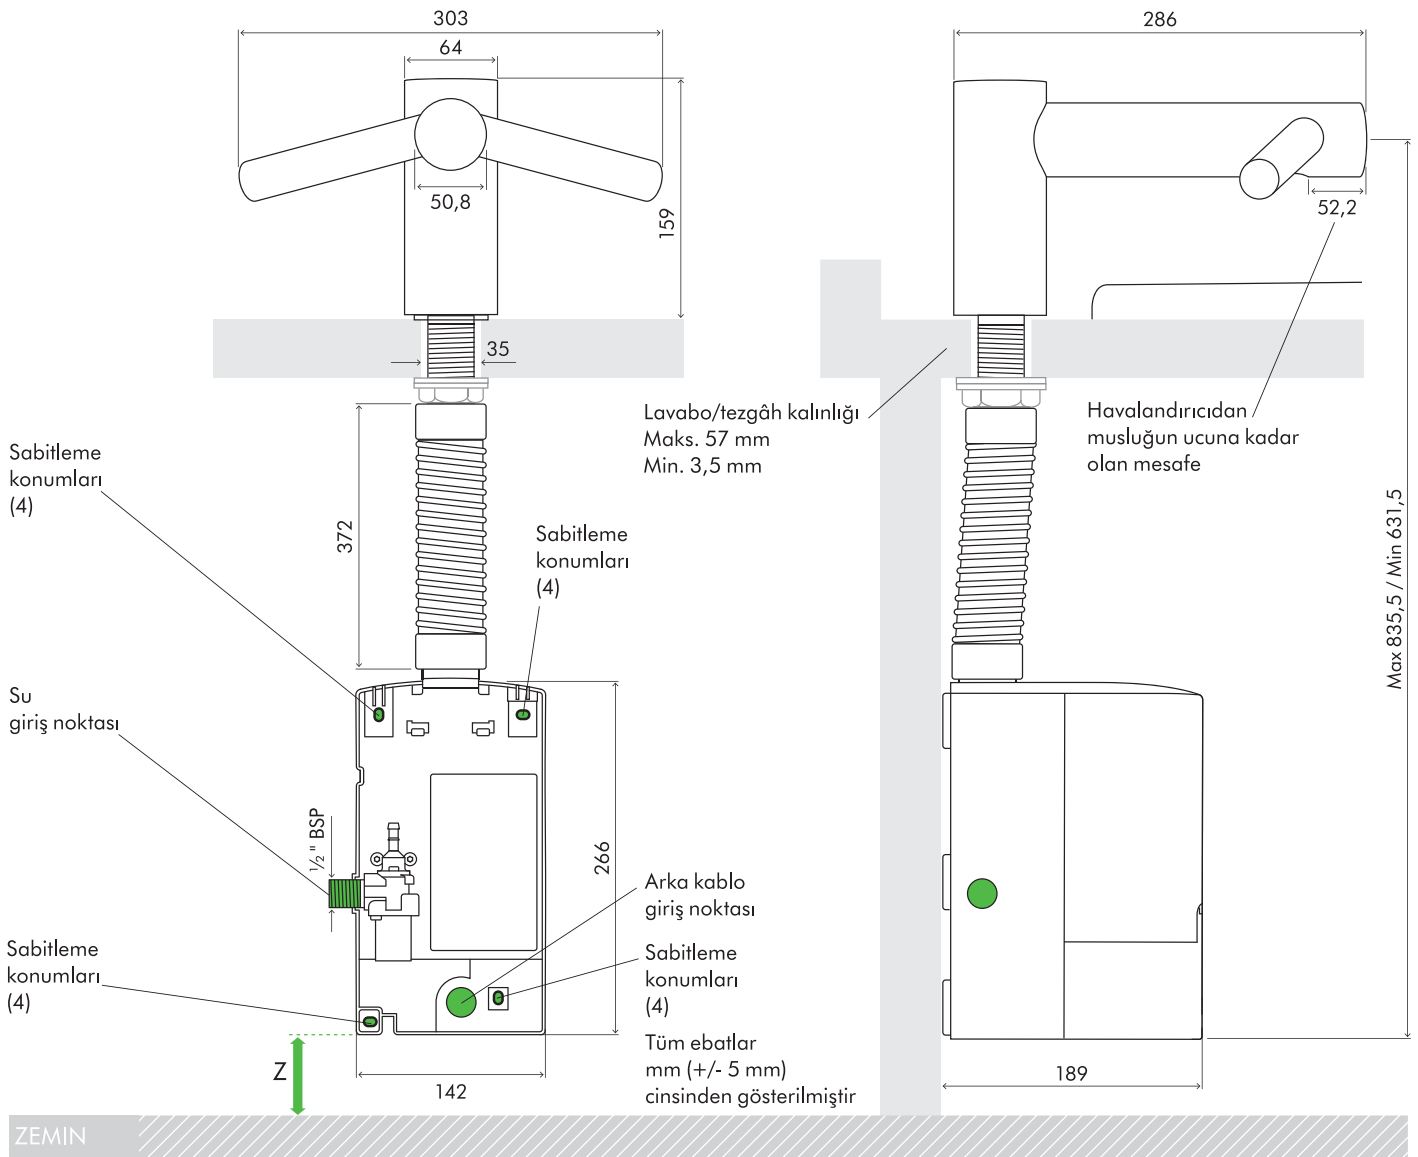 303
64
286
50,8
159
52,2
35
Lavabo/tezgâh kalınlığı
Maks. 57 mm
Min. 3,5 mm
Havalandırıcıdan
musluğun ucuna kadar
olan mesafe
Sabitleme
konumları
(4)
372
Sabitleme
konumları
(4)
Max 835,5 / Min 631,5
Su
giriş noktası
½ " BSP
266
Arka kablo
giriş noktası
Sabitleme
konumları
(4)
Sabitleme
konumları
(4)
Tüm ebatlar
mm (+/- 5 mm)
cinsinden gösterilmiştir
Z
142
189
ZEMIN